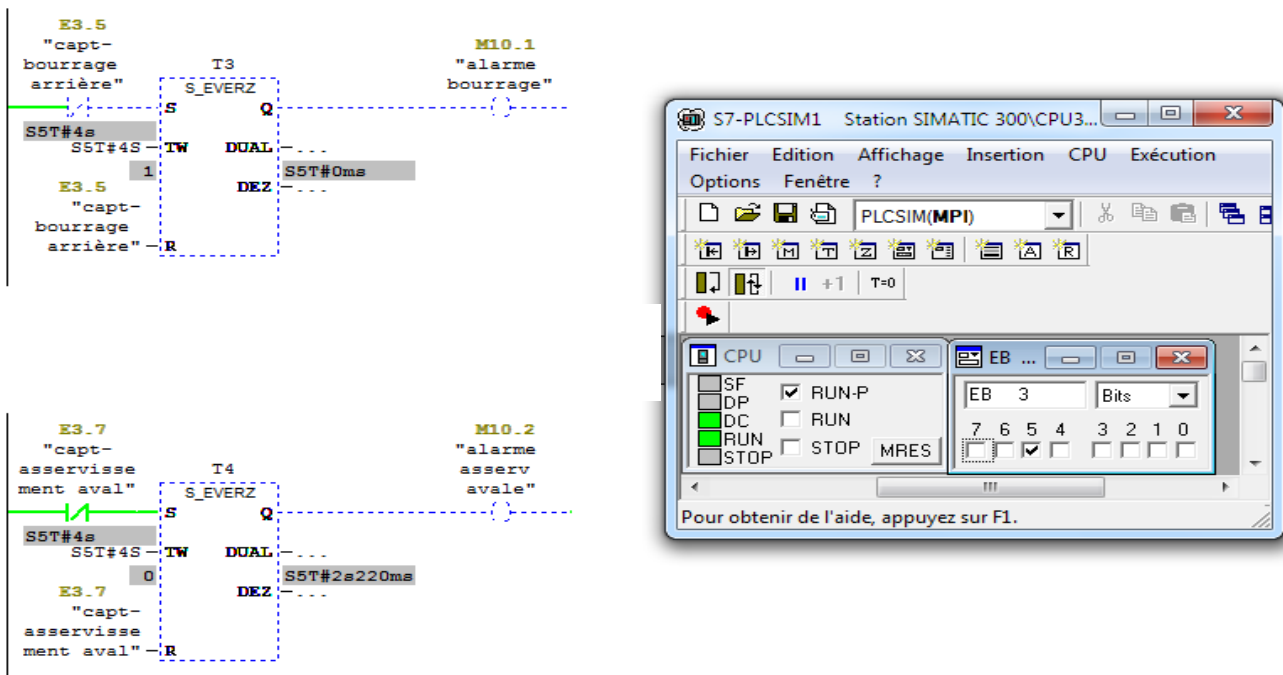 E3.5
"capt-
bourrage
arrière"
T3
S_EVERZ
M10.1
"alarme
bourrage"
S Q
S5T#4s
S5T#4S TW DUAL ...
1 S5T#0ms
E3.5 DEZ ...
"capt-
bourrage
arrière" R
E3.7
"capt-
asservisse
ment aval"
T4
S_EVERZ
M10.2
"alarme
asserv
avale"
S Q
S5T#4s
S5T#4S TW DUAL ...
0 S5T#2s220ms
E3.7 DEZ ...
"capt-
asservisse
ment aval" R
S7-PLCSIM1 Station SIMATIC 300\CPU3...
Fichier Edition Affichage Insertion CPU Exécution
Options Fenêtre ?
PLCSIM(MPI)
M T Z A R
+1 T=0
CPU
SF
DP
DC
RUN
STOP
RUN-P
RUN
STOP MRES
EB ...
EB 3 Bits
7 6 5 4 3 2 1 0
Pour obtenir de l'aide, appuyez sur F1.